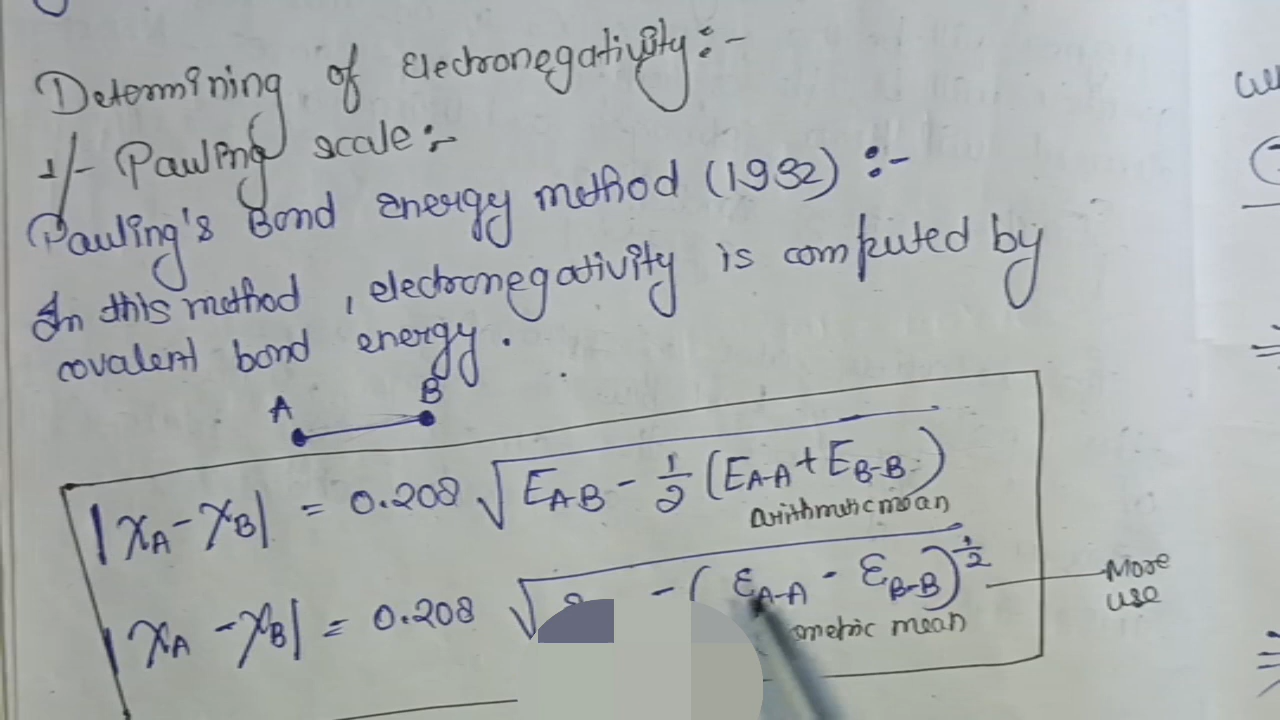 Determining of electronegativity:-
1/- Pauling scale:-
Pauling's Bond energy method (1932) :-
In this method, electronegativity is computed by
covalent bond energy.
A B
|χA - χB| = 0.208 √EA-B - 1/2 (EA-A + EB-B)
arithmetic mean
|χA - χB| = 0.208 √ - (EA-A - EB-B)^1/2
mean
More
use